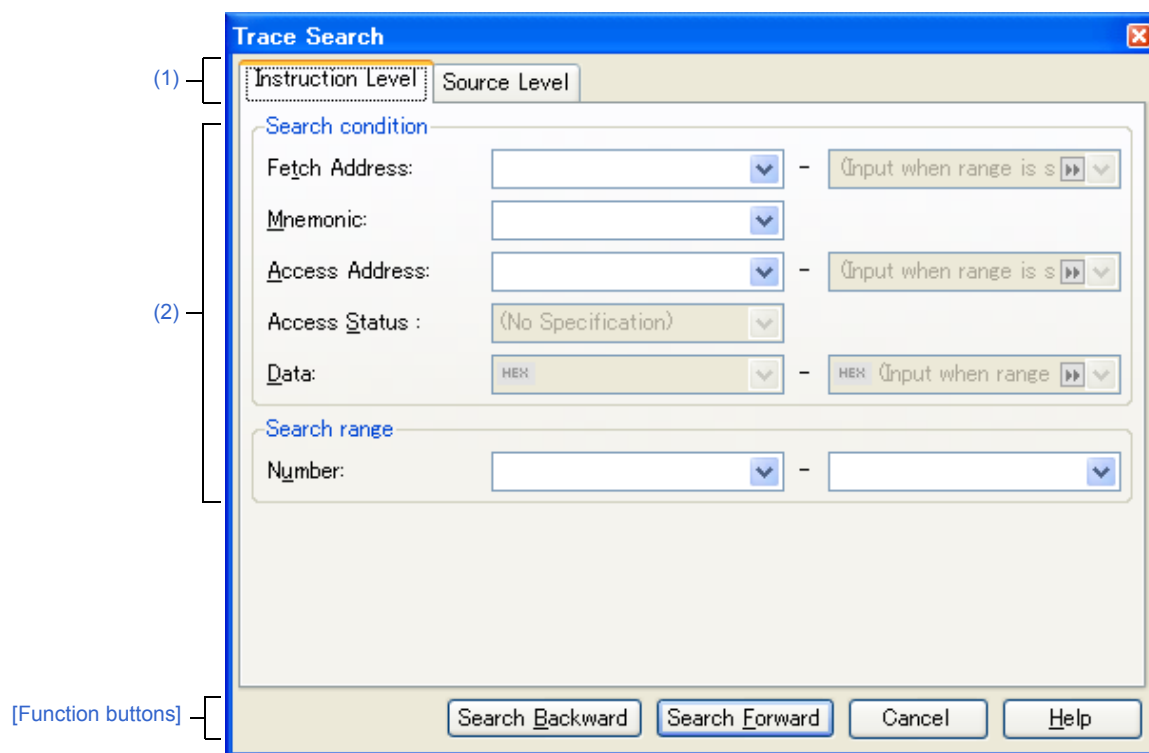 Trace Search
(1)
Instruction Level Source Level
Search condition
Fetch Address: - (Input when range is s
Mnemonic:
Access Address: - (Input when range is s
(2)
Access Status : (No Specification)
Data: HEX - HEX (Input when range
Search range
Number: -
[Function buttons]
Search Backward Search Forward Cancel Help